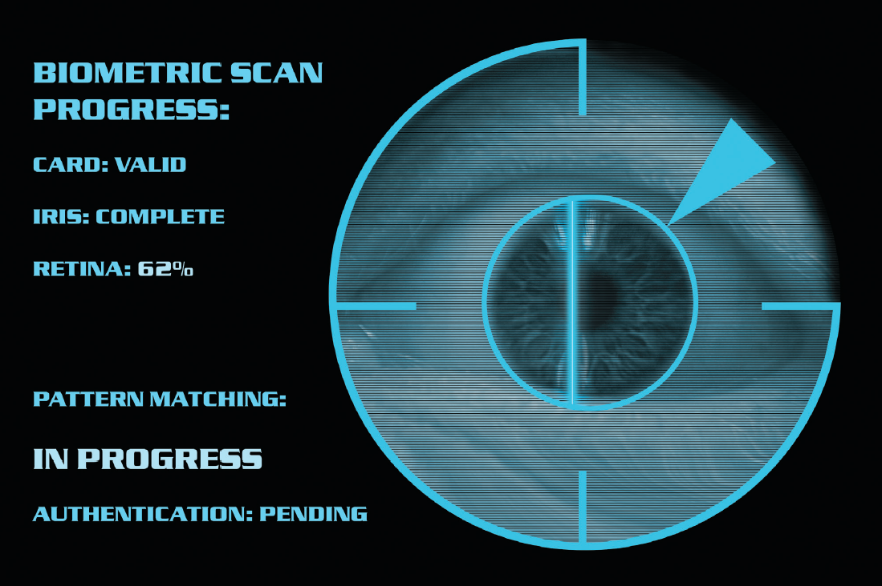 BIOMETRIC SCAN
PROGRESS:
CARD: VALID
IRIS: COMPLETE
RETINA: 62%
PATTERN MATCHING:
IN PROGRESS
AUTHENTICATION: PENDING